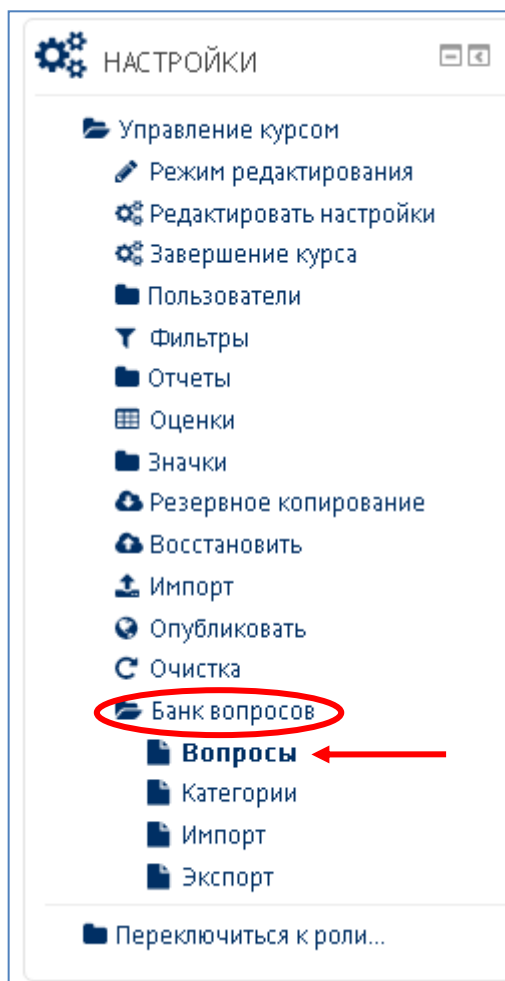 НАСТРОЙКИ
Управление курсом
Режим редактирования
Редактировать настройки
Завершение курса
Пользователи
Фильтры
Отчеты
Оценки
Значки
Резервное копирование
Восстановить
Импорт
Опубликовать
Очистка
Банк вопросов
Вопросы
Категории
Импорт
Экспорт
Переключиться к роли...